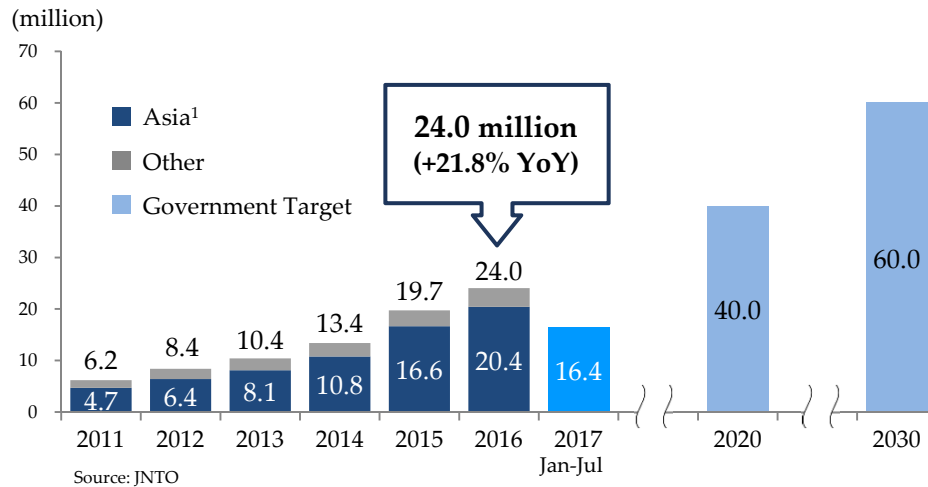 (million)
70
60
50
40
30
20
10
0
Asia¹
Other
Government Target
24.0 million
(+21.8% YoY)
6.2
8.4
10.4
13.4
19.7
24.0
4.7
6.4
8.1
10.8
16.6
20.4
16.4
40.0
60.0
2011 2012 2013 2014 2015 2016 2017 2020 2030
Jan-Jul
Source: JNTO